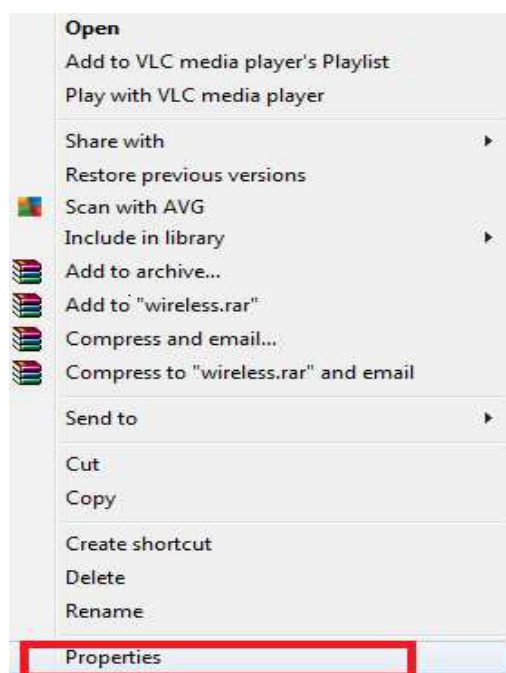 Open
Add to VLC media player's Playlist
Play with VLC media player
Share with
Restore previous versions
Scan with AVG
Include in library
Add to archive...
Add to "wireless.rar"
Compress and email...
Compress to "wireless.rar" and email
Send to
Cut
Copy
Create shortcut
Delete
Rename
Properties